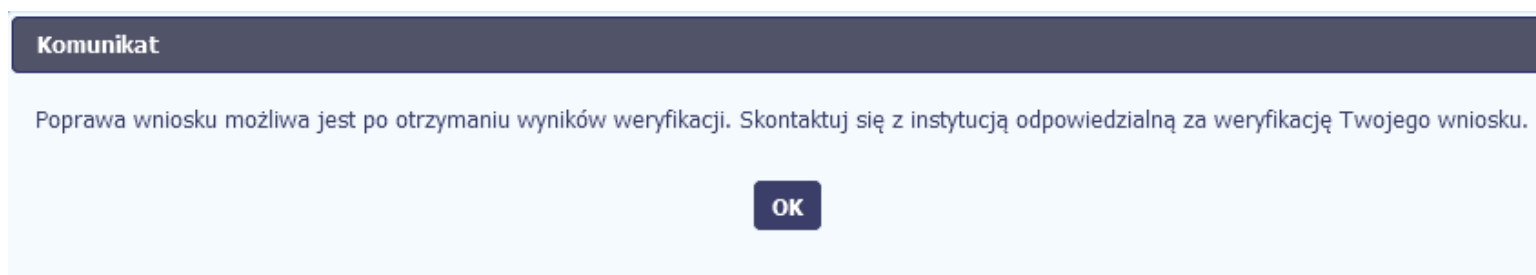 Komunikat
Poprawa wniosku możliwa jest po otrzymaniu wyników weryfikacji. Skontaktuj się z instytucją odpowiedzialną za weryfikację Twojego wniosku.
OK